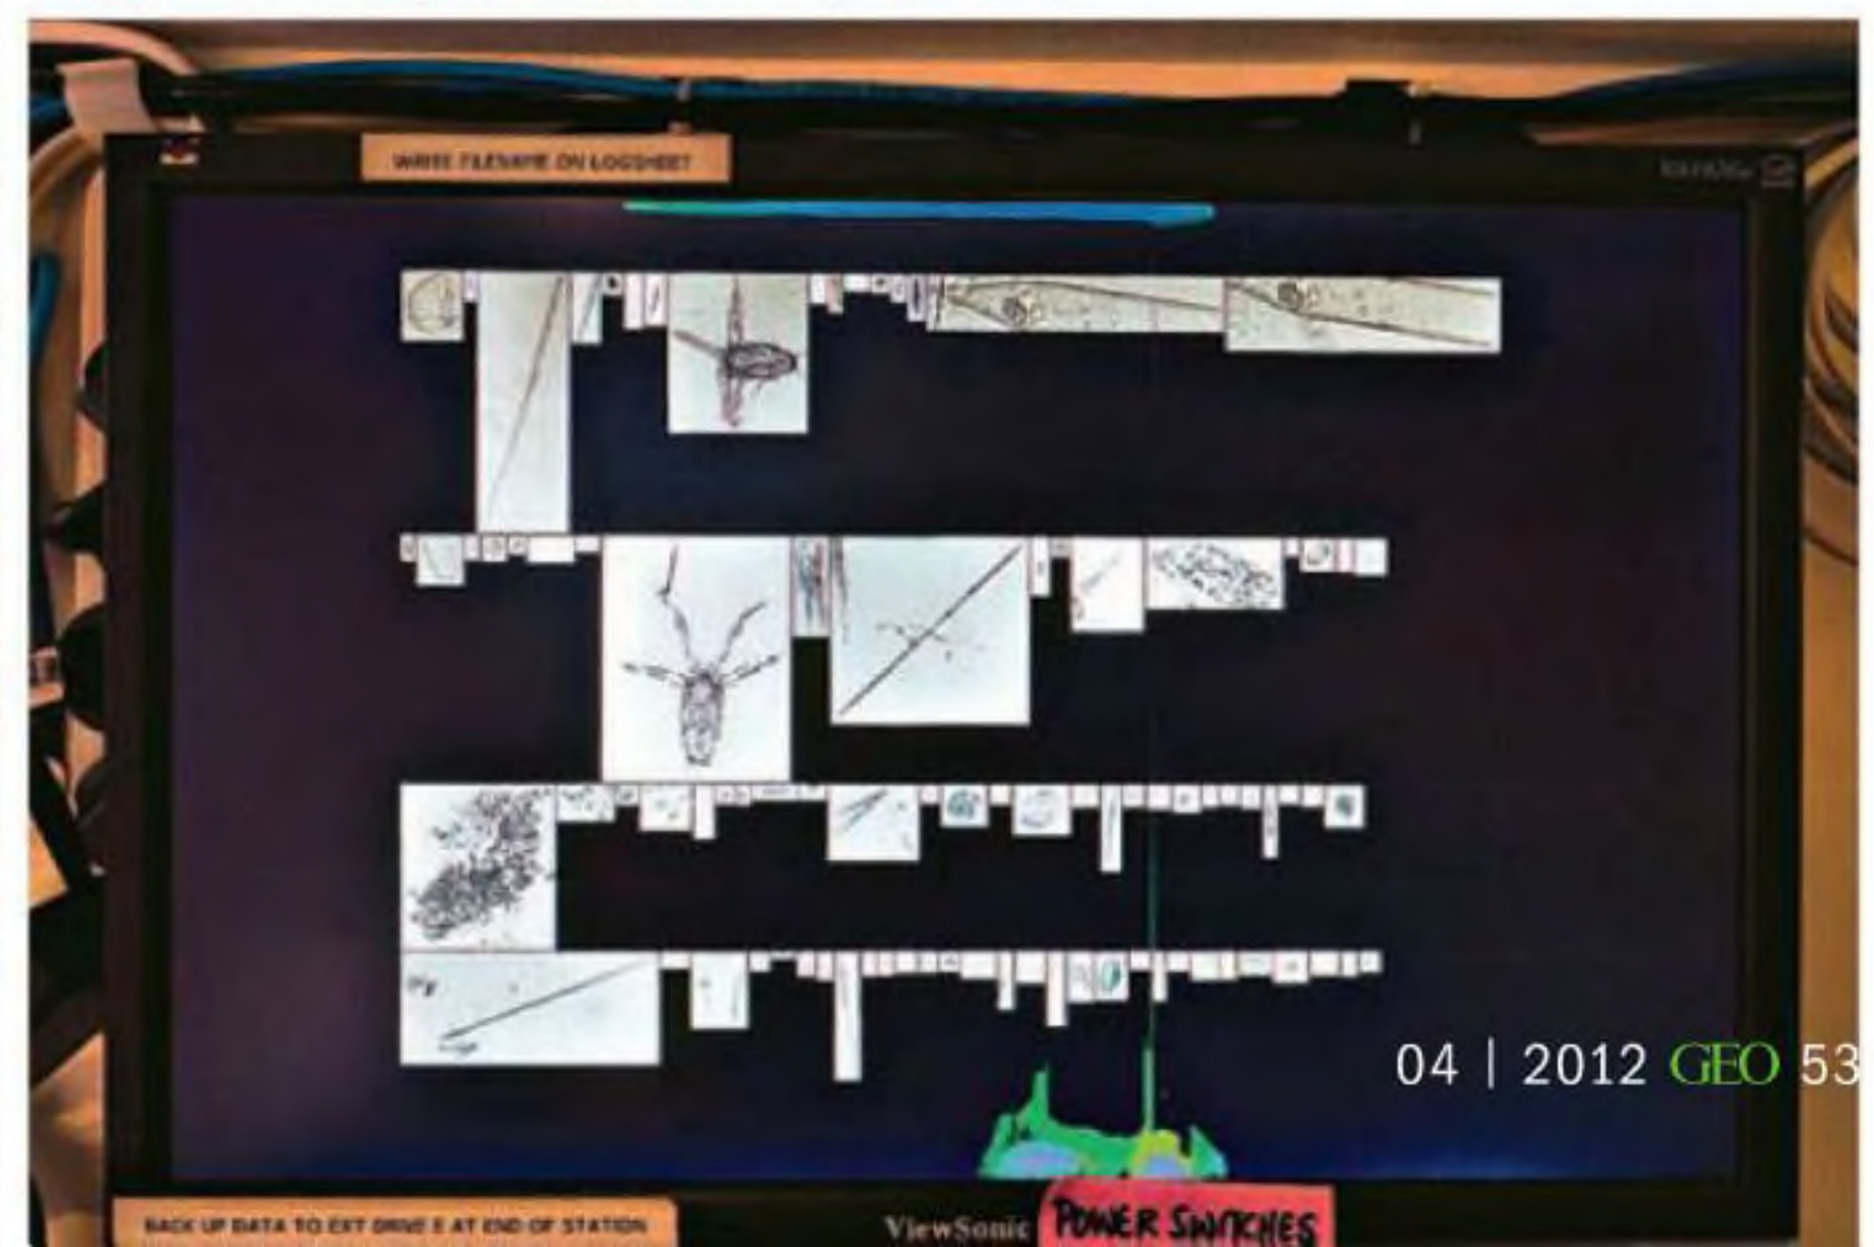 WRITE FILENAME ON LOGSHEET
04 | 2012 GEO 53
BACK UP DATA TO EXT DRIVE E AT END OF STATION
ViewSonic
POWER SWITCHES